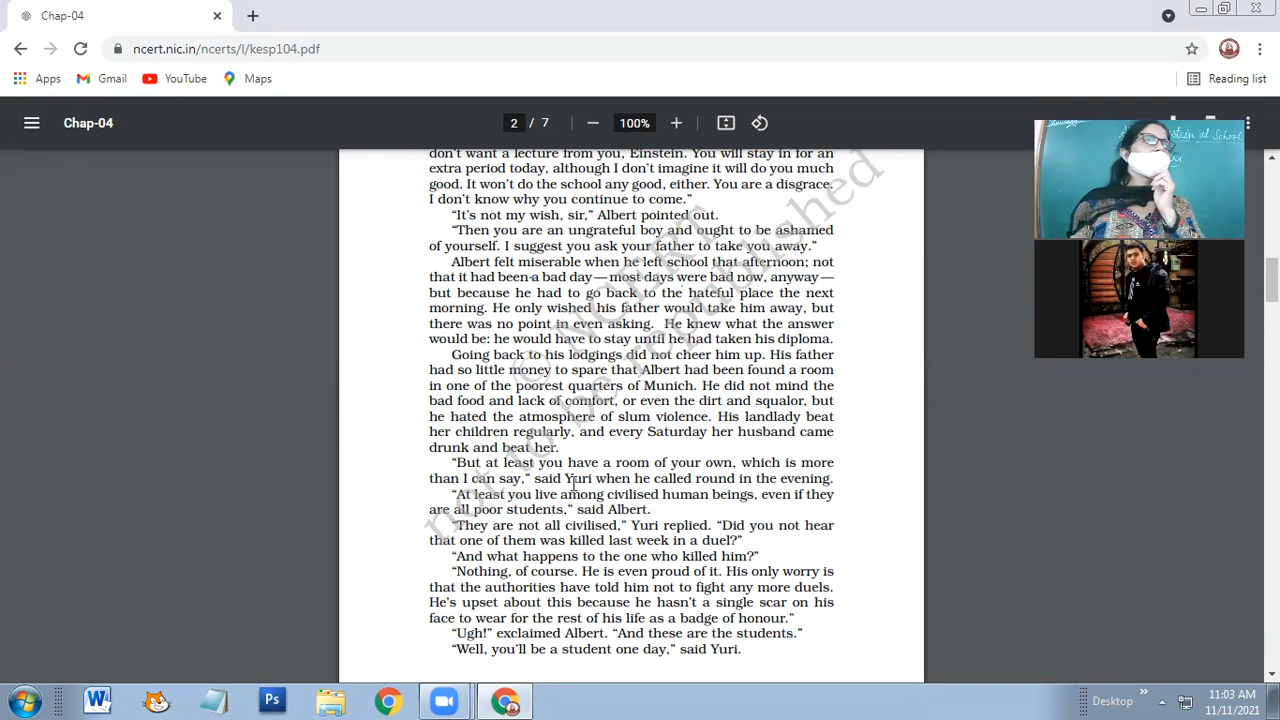 Chap-04
ncert.nic.in/ncerts/l/kesp104.pdf
Apps Gmail YouTube Maps Reading list
Chap-04 2 / 7 100%
don't want a lecture from you, Einstein. You will stay in for an
extra period today, although I don't imagine it will do you much
good. It won't do the school any good, either. You are a disgrace.
I don't know why you continue to come.”
“It's not my wish, sir,” Albert pointed out.
“Then you are an ungrateful boy and ought to be ashamed
of yourself. I suggest you ask your father to take you away.”
Albert felt miserable when he left school that afternoon; not
that it had been a bad day — most days were bad now, anyway —
but because he had to go back to the hateful place the next
morning. He only wished his father would take him away, but
there was no point in even asking. He knew what the answer
would be: he would have to stay until he had taken his diploma.
Going back to his lodgings did not cheer him up. His father
had so little money to spare that Albert had been found a room
in one of the poorest quarters of Munich. He did not mind the
bad food and lack of comfort, or even the dirt and squalor, but
he hated the atmosphere of slum violence. His landlady beat
her children regularly, and every Saturday her husband came
drunk and beat her.
“But at least you have a room of your own, which is more
than I can say,” said Yuri when he called round in the evening.
“At least you live among civilised human beings, even if they
are all poor students,” said Albert.
“They are not all civilised,” Yuri replied. “Did you not hear
that one of them was killed last week in a duel?”
“And what happens to the one who killed him?”
“Nothing, of course. He is even proud of it. His only worry is
that the authorities have told him not to fight any more duels.
He's upset about this because he hasn't a single scar on his
face to wear for the rest of his life as a badge of honour.”
“Ugh!” exclaimed Albert. “And these are the students.”
“Well, you'll be a student one day,” said Yuri.
© NCERT
not to be republished
at School
Desktop
11:03 AM
11/11/2021